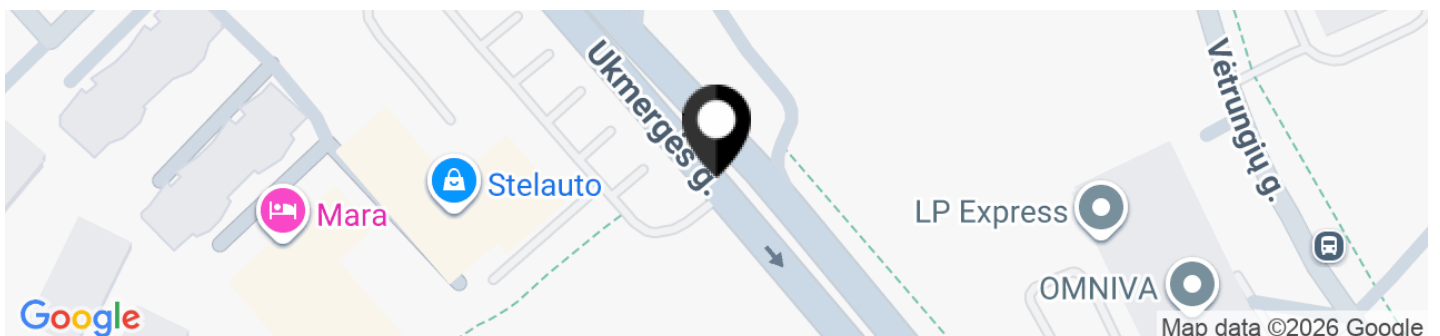 Ukmergės g.
Vėtrungių g.
Stelauto
Mara
LP Express
OMNIVA
Google
Map data ©2026 Google